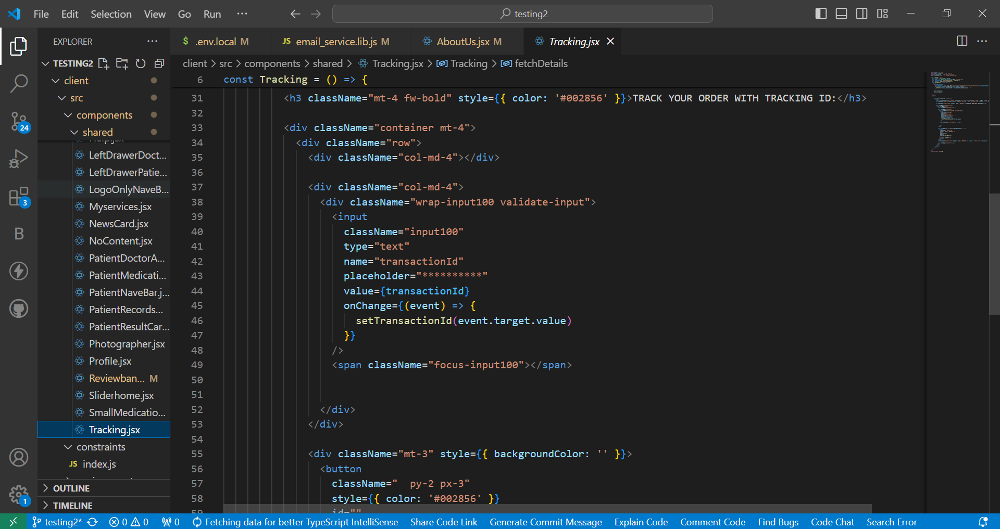 File Edit Selection View Go Run ··· testing2
EXPLORER ···
.env.local M
JS email_service.lib.js M
AboutUs.jsx M
Tracking.jsx
TESTING2
client > src > components > shared > Tracking.jsx > Tracking > fetchDetails
client
src
components
shared
Help.jsx
LeftDrawerDoct...
LeftDrawerPatie...
LogoOnlyNaveB...
Myservices.jsx
NewsCard.jsx
NoContent.jsx
PatientDoctorA...
PatientMedicati...
PatientNaveBar.j...
PatientRecords...
PatientResultCar...
Photographer.jsx
Profile.jsx
Reviewban... M
Sliderhome.jsx
SmallMedicatio...
Tracking.jsx
constraints
JS index.js
OUTLINE
TIMELINE
24
3
B
1
6 const Tracking = () => {
31 <h3 className="mt-4 fw-bold" style={{ color: '#002856' }}>TRACK YOUR ORDER WITH TRACKING ID:</h3>
32
33 <div className="container mt-4">
34 <div className="row">
35 <div className="col-md-4"></div>
36
37 <div className="col-md-4">
38 <div className="wrap-input100 validate-input">
39 <input
40 className="input100"
41 type="text"
42 name="transactionId"
43 placeholder="**********"
44 value={transactionId}
45 onChange={(event) => {
46 setTransactionId(event.target.value)
47 }}
48 />
49 <span className="focus-input100"></span>
50
51
52 </div>
53 </div>
54
55 <div className="mt-3" style={{ backgroundColor: '' }}>
56 <button
57 className="  py-2 px-3"
58 style={{ color: '#002856' }}
59 id=""
testing2* 0 0 0 Fetching data for better TypeScript IntelliSense Share Code Link Generate Commit Message Explain Code Comment Code Find Bugs Code Chat Search Error